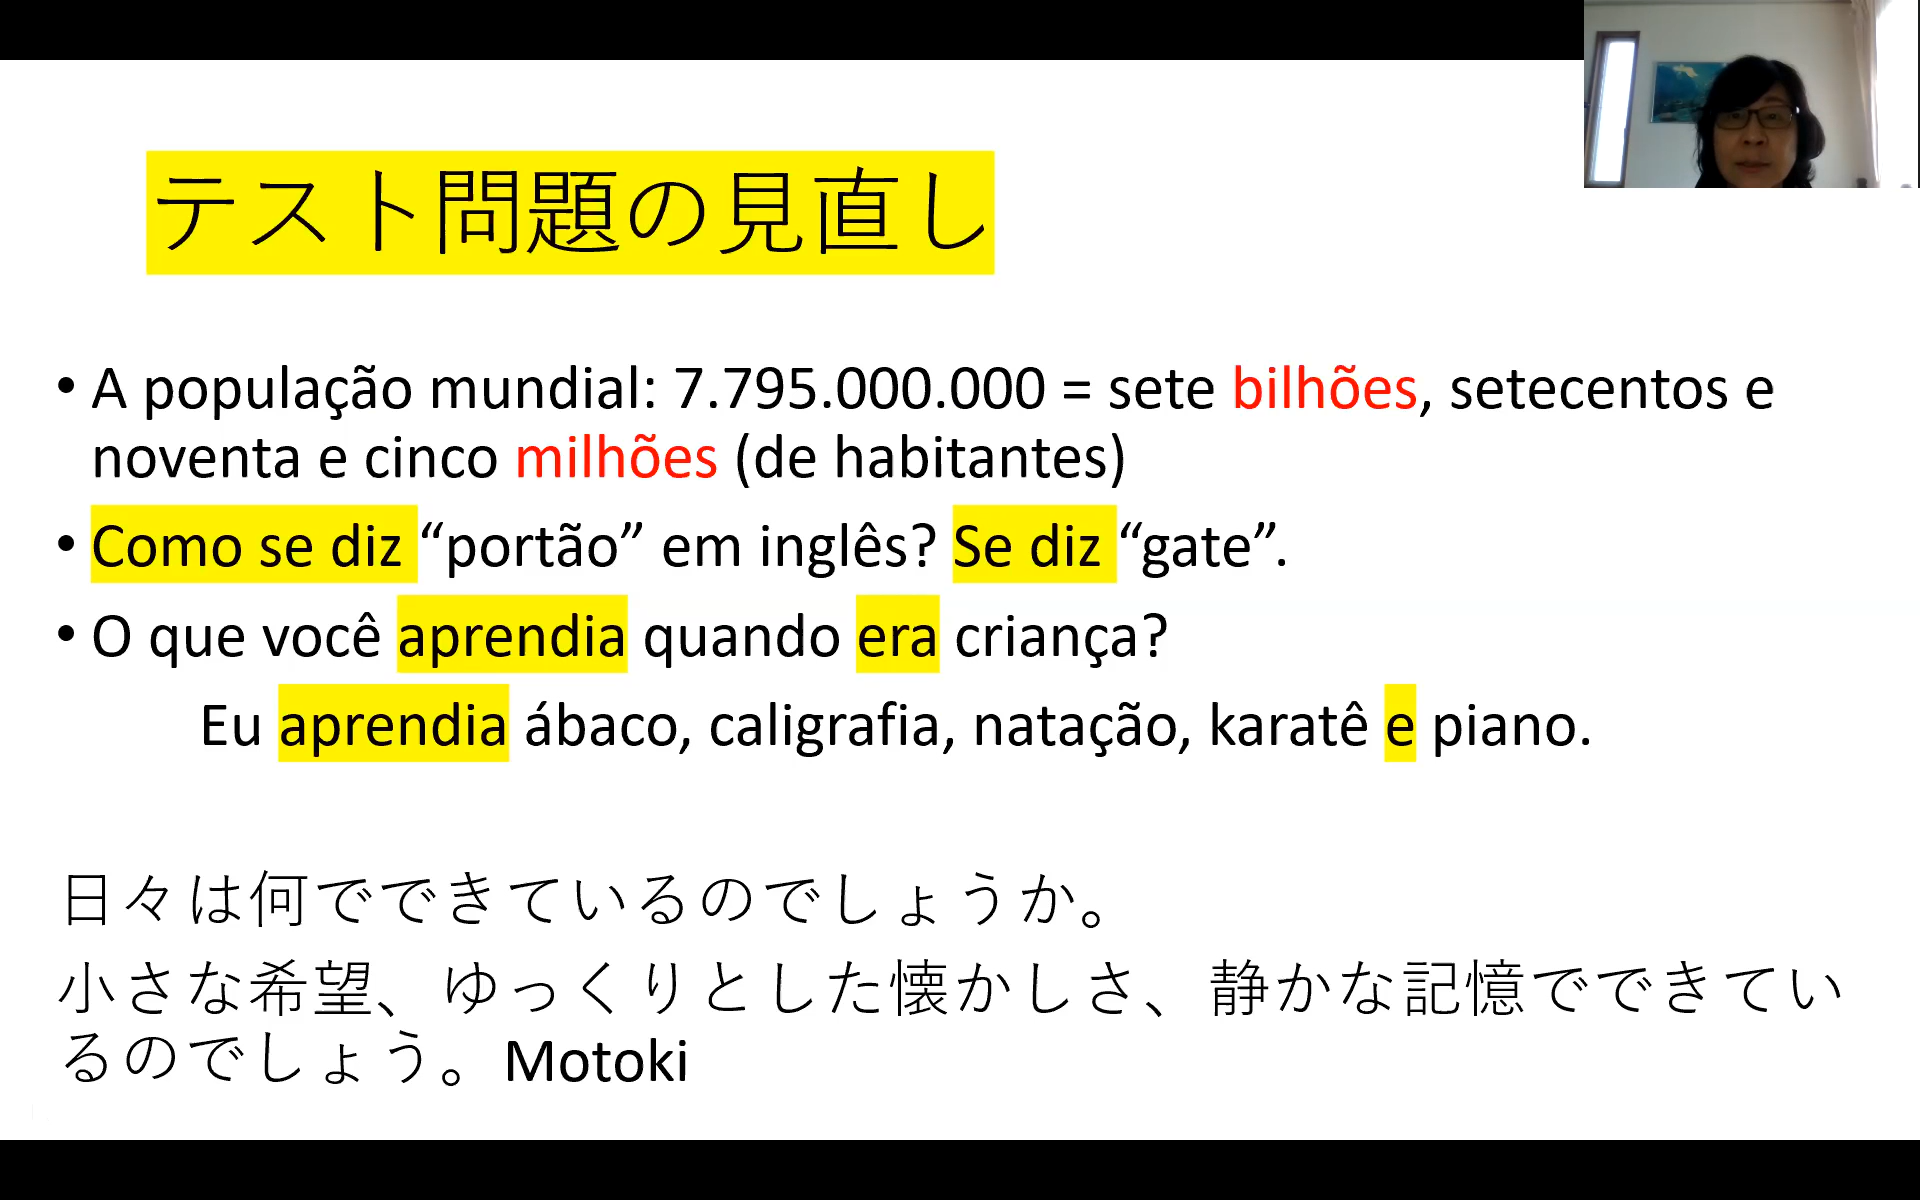 テスト問題の見直し
• A população mundial: 7.795.000.000 = sete bilhões, setecentos e
noventa e cinco milhões (de habitantes)
• Como se diz “portão” em inglês? Se diz “gate”.
• O que você aprendia quando era criança?
Eu aprendia ábaco, caligrafia, natação, karatê e piano.
日々は何でできているのでしょうか。
小さな希望、ゆっくりとした懐かしさ、静かな記憶でできてい
るのでしょう。Motoki